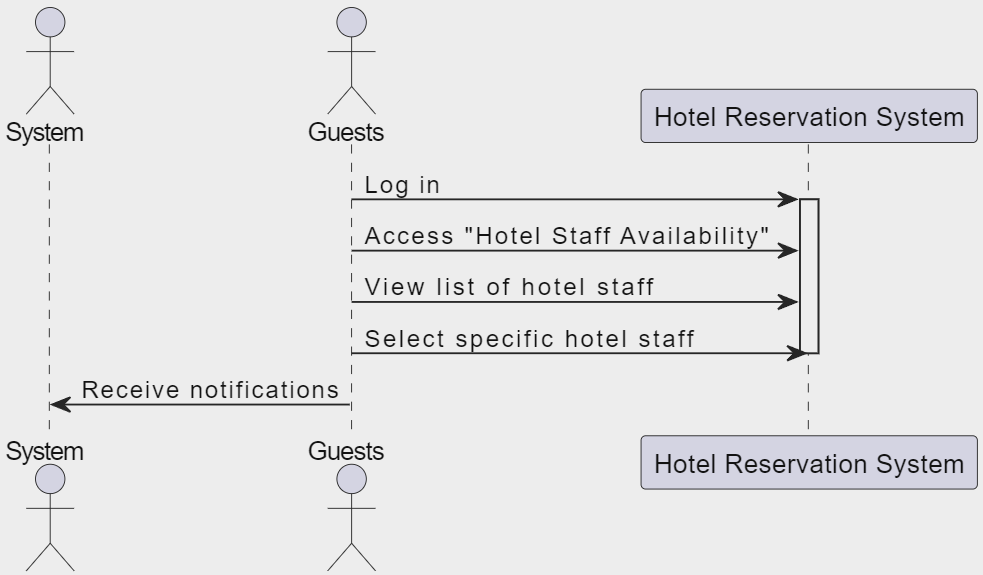 System
Guests
Hotel Reservation System
Log in
Access "Hotel Staff Availability"
View list of hotel staff
Select specific hotel staff
Receive notifications
System
Guests
Hotel Reservation System